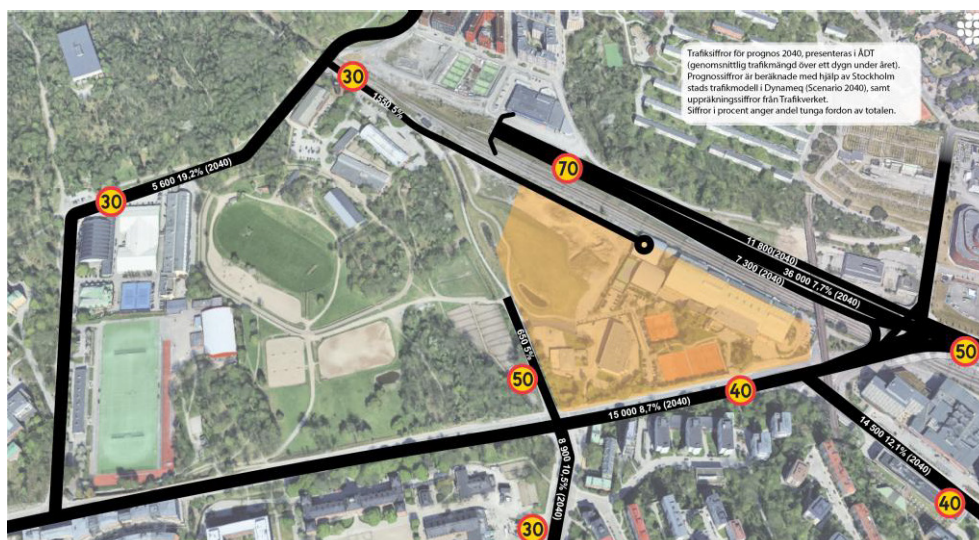 Trafiksiffror för prognos 2040, presenteras i ÅDT
(genomsnittlig trafikmängd över ett dygn under året).
Prognossiffror är beräknade med hjälp av Stockholm
stads trafikmodell i Dynameq (Scenario 2040), samt
uppräkningssiffror från Trafikverket.
Siffror i procent anger andel tunga fordon av totalen.
30
1550 5%
70
5 600 19,2% (2040)
30
11 800(2040)
36 000 7,7% (2040)
7 300 (2040)
650 5%
50
50
40
15 000 8,7% (2040)
14 500 12,1% (2040)
8 900 10,5% (2040)
40
30